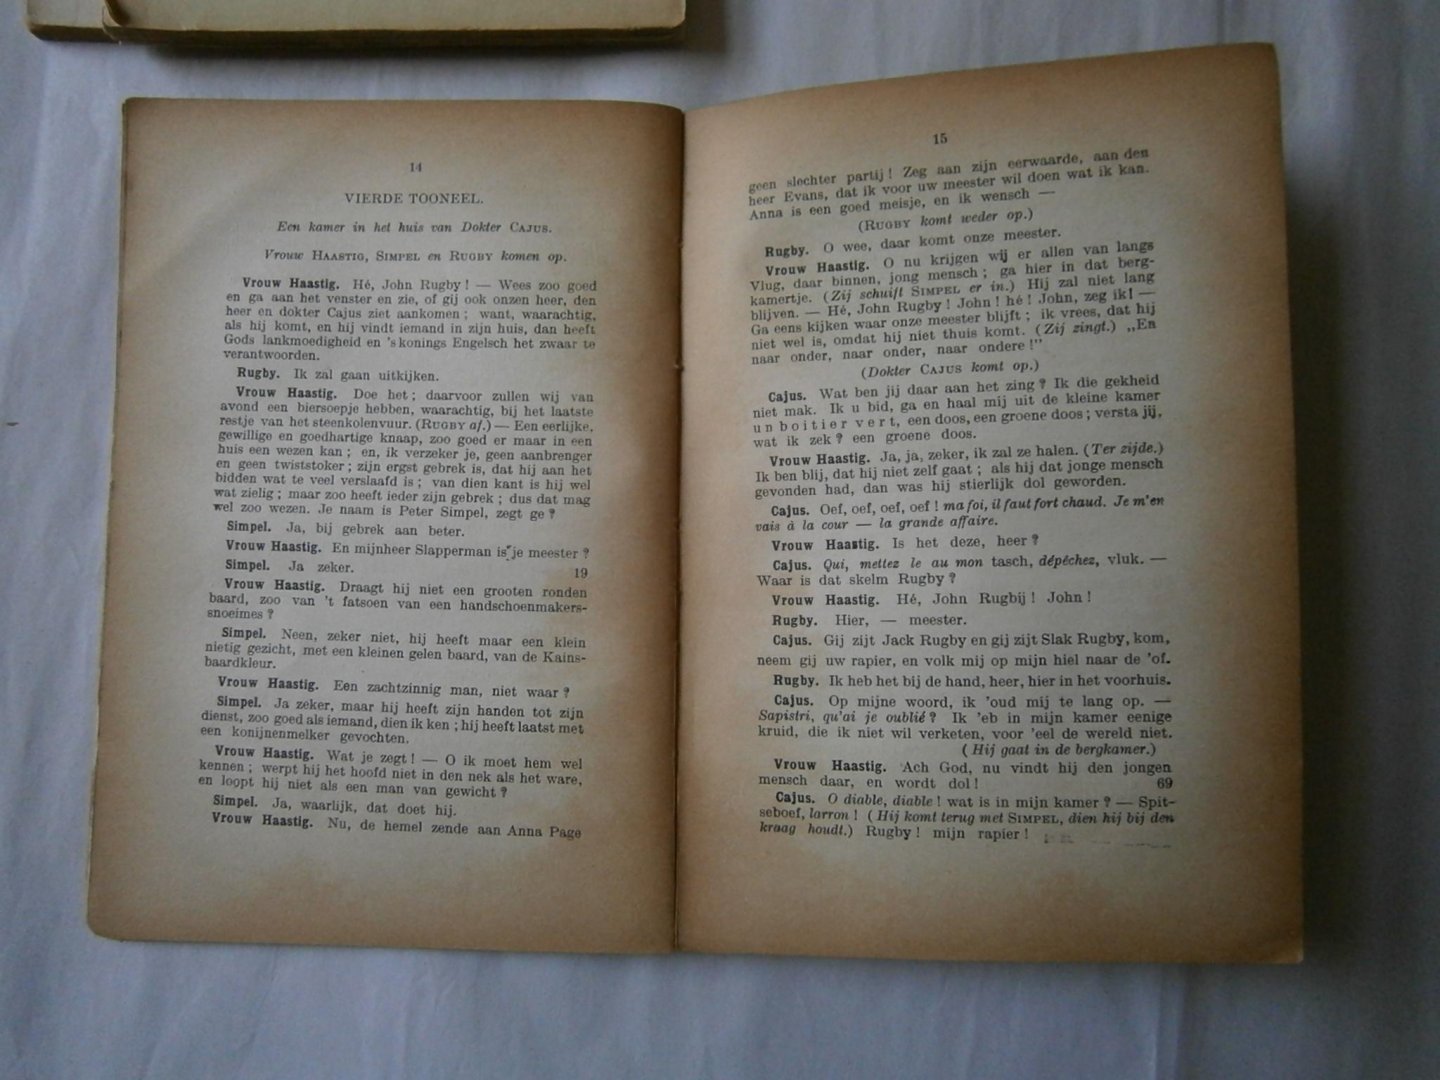 14
VIERDE TOONEEL.
Een kamer in het huis van Dokter CAJUS.
Vrouw HAASTIG, SIMPEL en RUGBY komen op.
Vrouw Haastig. Hé, John Rugby! — Wees zoo goed
en ga aan het venster en zie, of gij ook onzen heer, den
heer en dokter Cajus ziet aankomen; want, waarachtig,
als hij komt, en hij vindt iemand in zijn huis, dan heeft
Gods lankmoedigheid en 'skonings Engelsch het zwaar te
verantwoorden.
Rugby. Ik zal gaan uitkijken.
Vrouw Haastig. Doe het; daarvoor zullen wij van
avond een biersoepje hebben, waarachtig, bij het laatste
restje van het steenkolenvuur. (RUGBY af.) — Een eerlijke,
gewillige en goedhartige knaap, zoo goed er maar in een
huis een wezen kan; en, ik verzeker je, geen aanbrenger
en geen twiststoker; zijn ergst gebrek is, dat hij aan het
bidden wat te veel verslaafd is; van dien kant is hij wel
wat zielig; maar zoo heeft ieder zijn gebrek; dus dat mag
wel zoo wezen. Je naam is Peter Simpel, zegt ge?
Simpel. Ja, bij gebrek aan beter.
Vrouw Haastig. En mijnheer Slapperman is je meester?
Simpel. Ja zeker. 19
Vrouw Haastig. Draagt hij niet een grooten ronden
baard, zoo van 't fatsoen van een handschoenmakers-
snoeimes?
Simpel. Neen, zeker niet, hij heeft maar een klein
nietig gezicht, met een kleinen gelen baard, van de Kains-
baardkleur.
Vrouw Haastig. Een zachtzinnig man, niet waar?
Simpel. Ja zeker, maar hij heeft zijn handen tot zijn
dienst, zoo goed als iemand, dien ik ken; hij heeft laatst met
een konijnenmelker gevochten.
Vrouw Haastig. Wat je zegt! — O ik moet hem wel
kennen; werpt hij het hoofd niet in den nek als het ware,
en loopt hij niet als een man van gewicht?
Simpel. Ja, waarlijk, dat doet hij.
Vrouw Haastig. Nu, de hemel zende aan Anna Page
15
geen slechter partij! Zeg aan zijn eerwaarde, aan den
heer Evans, dat ik voor uw meester wil doen wat ik kan.
Anna is een goed meisje, en ik wensch —
(RUGBY komt weder op.)
Rugby. O wee, daar komt onze meester.
Vrouw Haastig. O nu krijgen wij er allen van langs
Vlug, daar binnen, jong mensch; ga hier in dat berg-
kamertje. (Zij schuift SIMPEL er in.) Hij zal niet lang
blijven. — Hé, John Rugby! John! hé! John, zeg ik! —
Ga eens kijken waar onze meester blijft; ik vrees, dat hij
niet wel is, omdat hij niet thuis komt. (Zij zingt.) „En
naar onder, naar onder, naar ondere!”
(Dokter CAJUS komt op.)
Cajus. Wat ben jij daar aan het zing? Ik die gekheid
niet mak. Ik u bid, ga en haal mij uit de kleine kamer
un boitier vert, een doos, een groene doos; versta jij,
wat ik zek? een groene doos.
Vrouw Haastig. Ja, ja, zeker, ik zal ze halen. (Ter zijde.)
Ik ben blij, dat hij niet zelf gaat; als hij dat jonge mensch
gevonden had, dan was hij stierlijk dol geworden.
Cajus. Oef, oef, oef, oef! ma foi, il faut fort chaud. Je m'en
vais à la cour — la grande affaire.
Vrouw Haastig. Is het deze, heer?
Cajus. Qui, mettez le au mon tasch, dépéchez, vluk. —
Waar is dat skelm Rugby?
Vrouw Haastig. Hé, John Rugbij! John!
Rugby. Hier, — meester.
Cajus. Gij zijt Jack Rugby en gij zijt Slak Rugby, kom,
neem gij uw rapier, en volk mij op mijn hiel naar de 'of.
Rugby. Ik heb het bij de hand, heer, hier in het voorhuis.
Cajus. Op mijne woord, ik 'oud mij te lang op. —
Sapistri, qu'ai je oublié? Ik 'eb in mijn kamer eenige
kruid, die ik niet wil verketen, voor 'eel de wereld niet.
(Hij gaat in de bergkamer.)
Vrouw Haastig. Ach God, nu vindt hij den jongen
mensch daar, en wordt dol! 69
Cajus. O diable, diable! wat is in mijn kamer? — Spit-
seboef, larron! (Hij komt terug met SIMPEL, dien hij bij den
kraag houdt.) Rugby! mijn rapier!